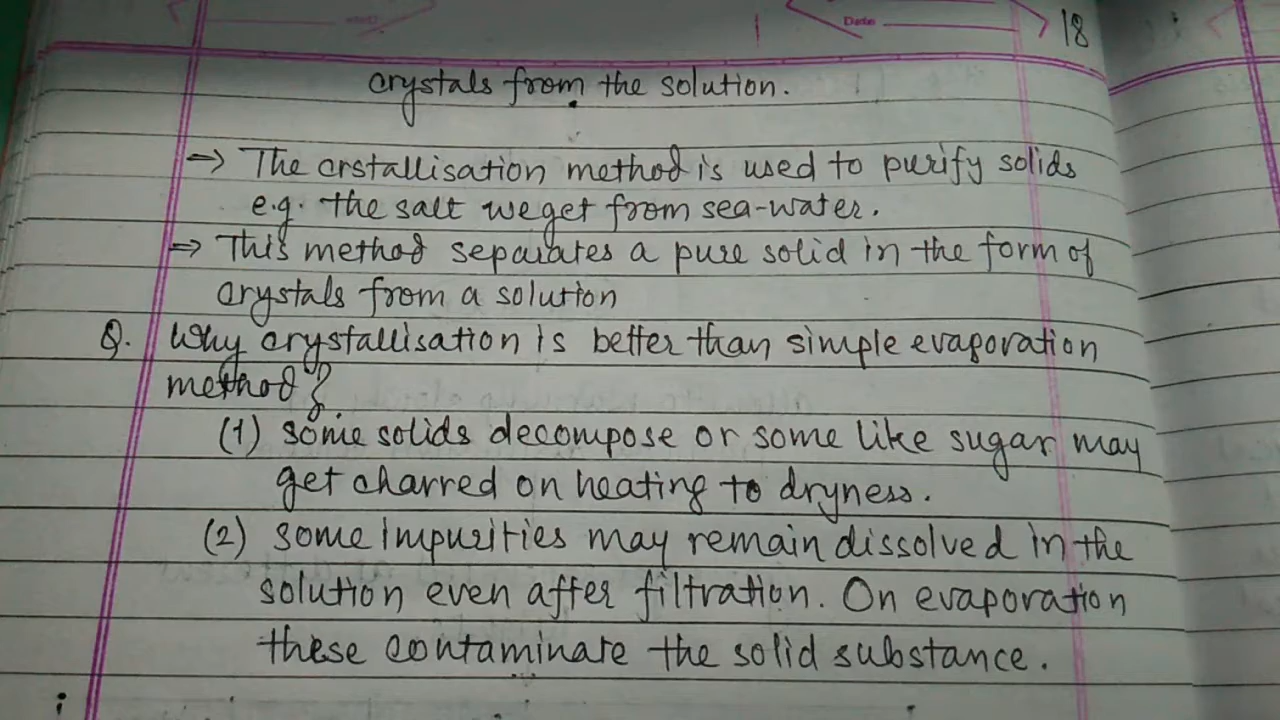 Date 18
crystals from the solution.
→ The crstallisation method is used to purify solids
e.g. the salt we get from sea-water.
⇒ This method separates a pure solid in the form of
crystals from a solution
Q. Why crystallisation is better than simple evaporation
method?
(1) some solids decompose or some like sugar may
get charred on heating to dryness.
(2) some impurities may remain dissolved in the
solution even after filtration. On evaporation
these contaminate the solid substance.